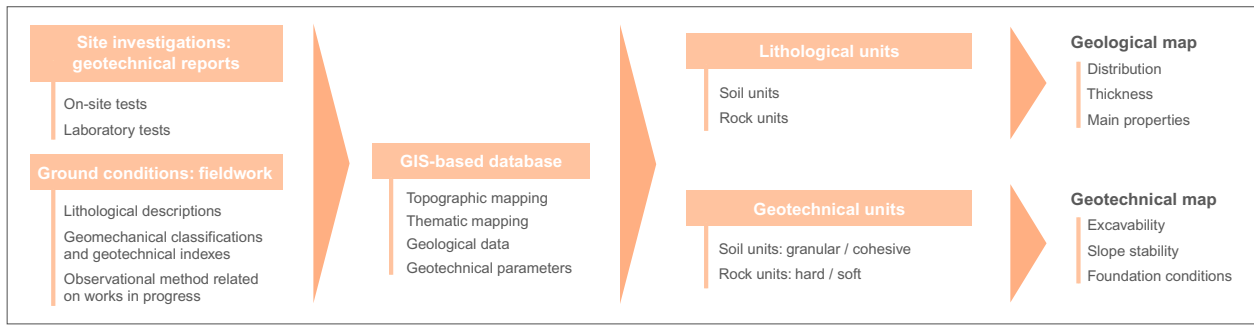 Site investigations:
geotechnical reports
On-site tests
Laboratory tests
Ground conditions: fieldwork
Lithological descriptions
Geomechanical classifications
and geotechnical indexes
Observational method related
on works in progress
GIS-based database
Topographic mapping
Thematic mapping
Geological data
Geotechnical parameters
Lithological units
Soil units
Rock units
Geotechnical units
Soil units: granular / cohesive
Rock units: hard / soft
Geological map
Distribution
Thickness
Main properties
Geotechnical map
Excavability
Slope stability
Foundation conditions